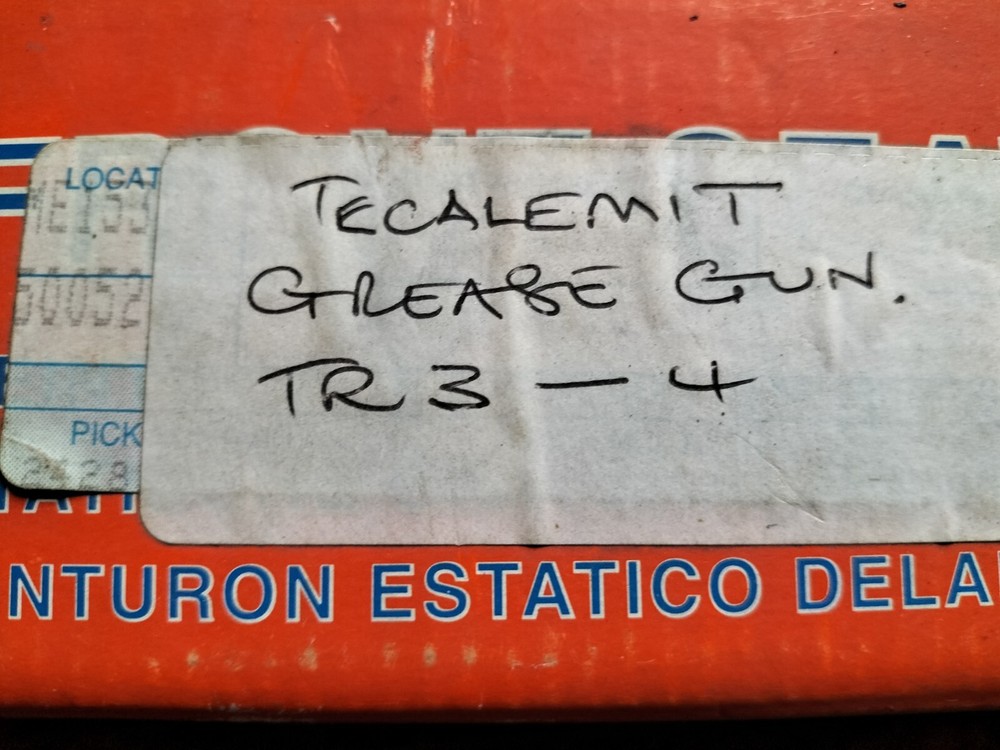 LOCAT
TECALEMIT
GREASE GUN.
TR3-4
PICK
NTURON ESTATICO DELA